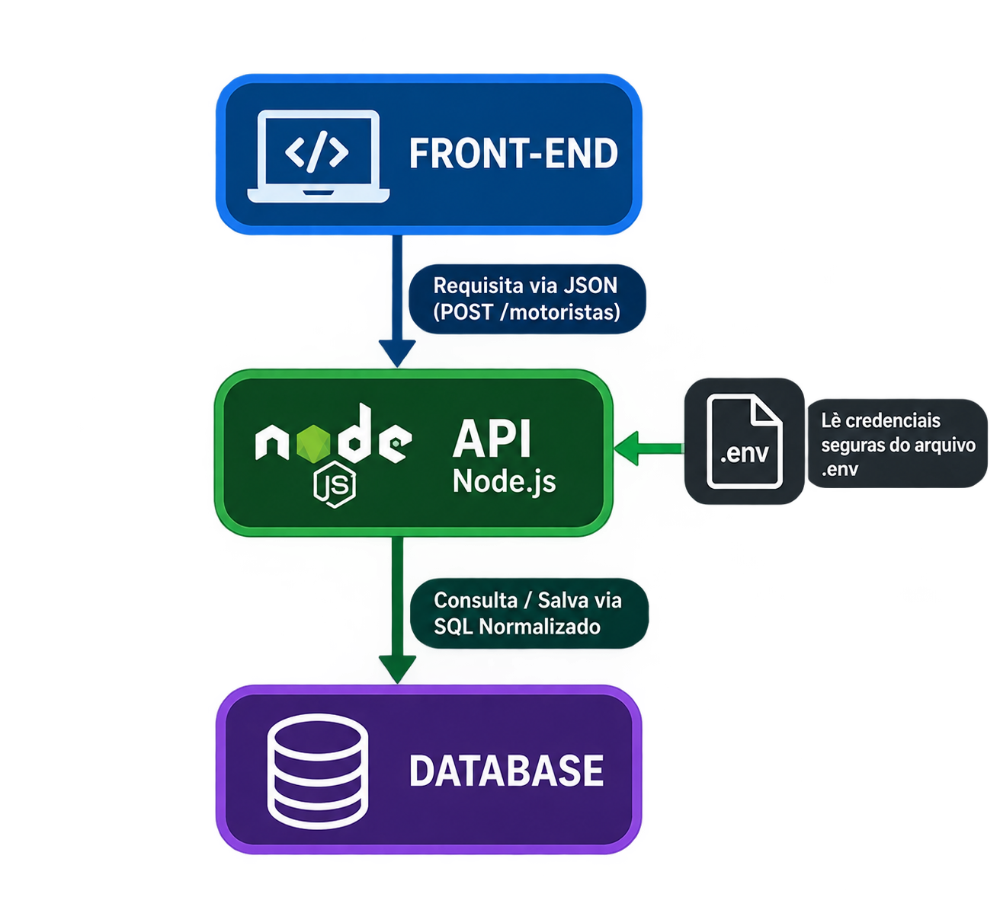 </>
FRONT-END
Requisita via JSON
(POST /motoristas)
node
JS
API
Node.js
.env
Lè credenciais
seguras do arquivo
.env
Consulta / Salva via
SQL Normalizado
DATABASE